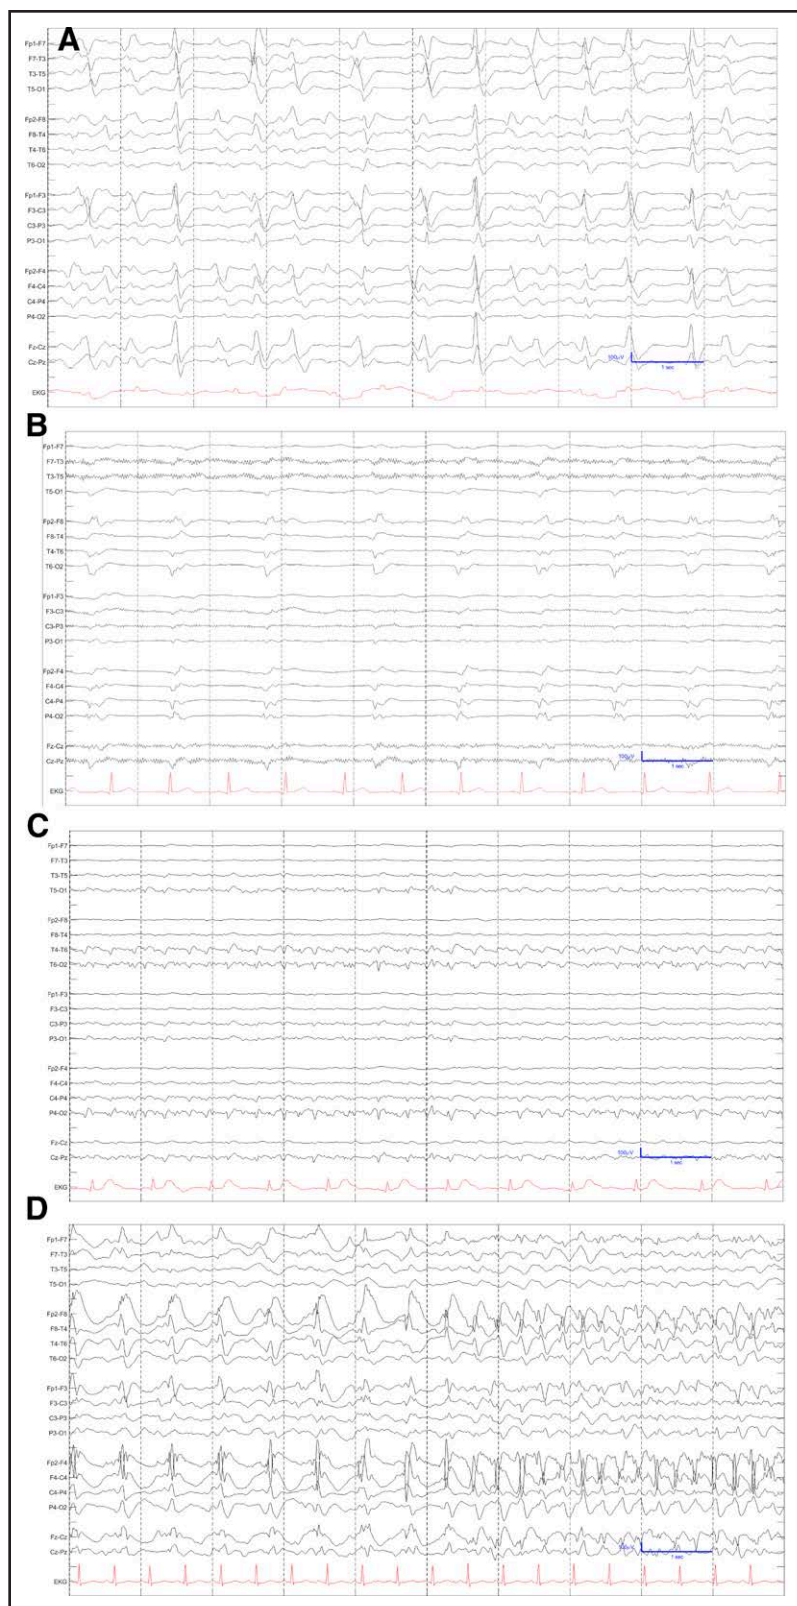 A
Fp1-F7
F7-T3
T3-T5
T5-O1
Fp2-F8
F8-T4
T4-T6
T6-O2
Fp1-F3
F3-C3
C3-P3
P3-O1
Fp2-F4
F4-C4
C4-P4
P4-O2
Fz-Cz
Cz-Pz
100µV
1 sec
EKG
B
Fp1-F7
F7-T3
T3-T5
T5-O1
Fp2-F8
F8-T4
T4-T6
T6-O2
Fp1-F3
F3-C3
C3-P3
P3-O1
Fp2-F4
F4-C4
C4-P4
P4-O2
Fz-Cz
Cz-Pz
100µV
1 sec
EKG
C
Fp1-F7
F7-T3
T3-T5
T5-O1
Fp2-F8
F8-T4
T4-T6
T6-O2
Fp1-F3
F3-C3
C3-P3
P3-O1
Fp2-F4
F4-C4
C4-P4
P4-O2
Fz-Cz
Cz-Pz
100µV
1 sec
EKG
D
Fp1-F7
F7-T3
T3-T5
T5-O1
Fp2-F8
F8-T4
T4-T6
T6-O2
Fp1-F3
F3-C3
C3-P3
P3-O1
Fp2-F4
F4-C4
C4-P4
P4-O2
Fz-Cz
Cz-Pz
100µV
1 sec
EKG